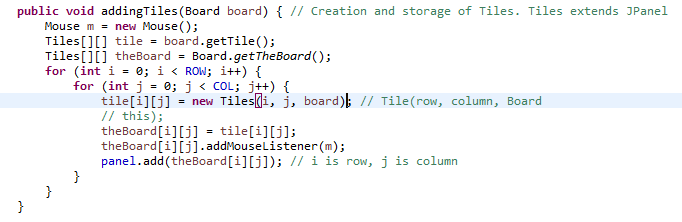 public void addingTiles(Board board) { // Creation and storage of Tiles. Tiles extends JPanel
    Mouse m = new Mouse();
    Tiles[][] tile = board.getTile();
    Tiles[][] theBoard = Board.getTheBoard();
    for (int i = 0; i < ROW; i++) {
        for (int j = 0; j < COL; j++) {
            tile[i][j] = new Tiles(i, j, board); // Tile(row, column, Board
            // this);
            theBoard[i][j] = tile[i][j];
            theBoard[i][j].addMouseListener(m);
            panel.add(theBoard[i][j]); // i is row, j is column
        }
    }
}